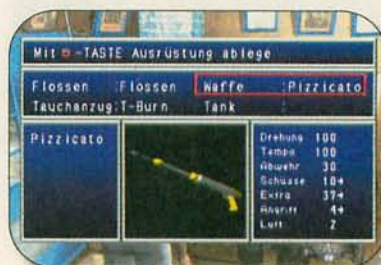 Mit □-TASTE Ausrüstung ablege
Flossen :Flossen Waffe :Pizzicato
Tauchanzug:T-Burn Tank :
Pizzicato
Drehung 100
Tempo 100
Abwehr 30
Schüsse 10→
Extra 37→
Angriff 4→
Luft 2